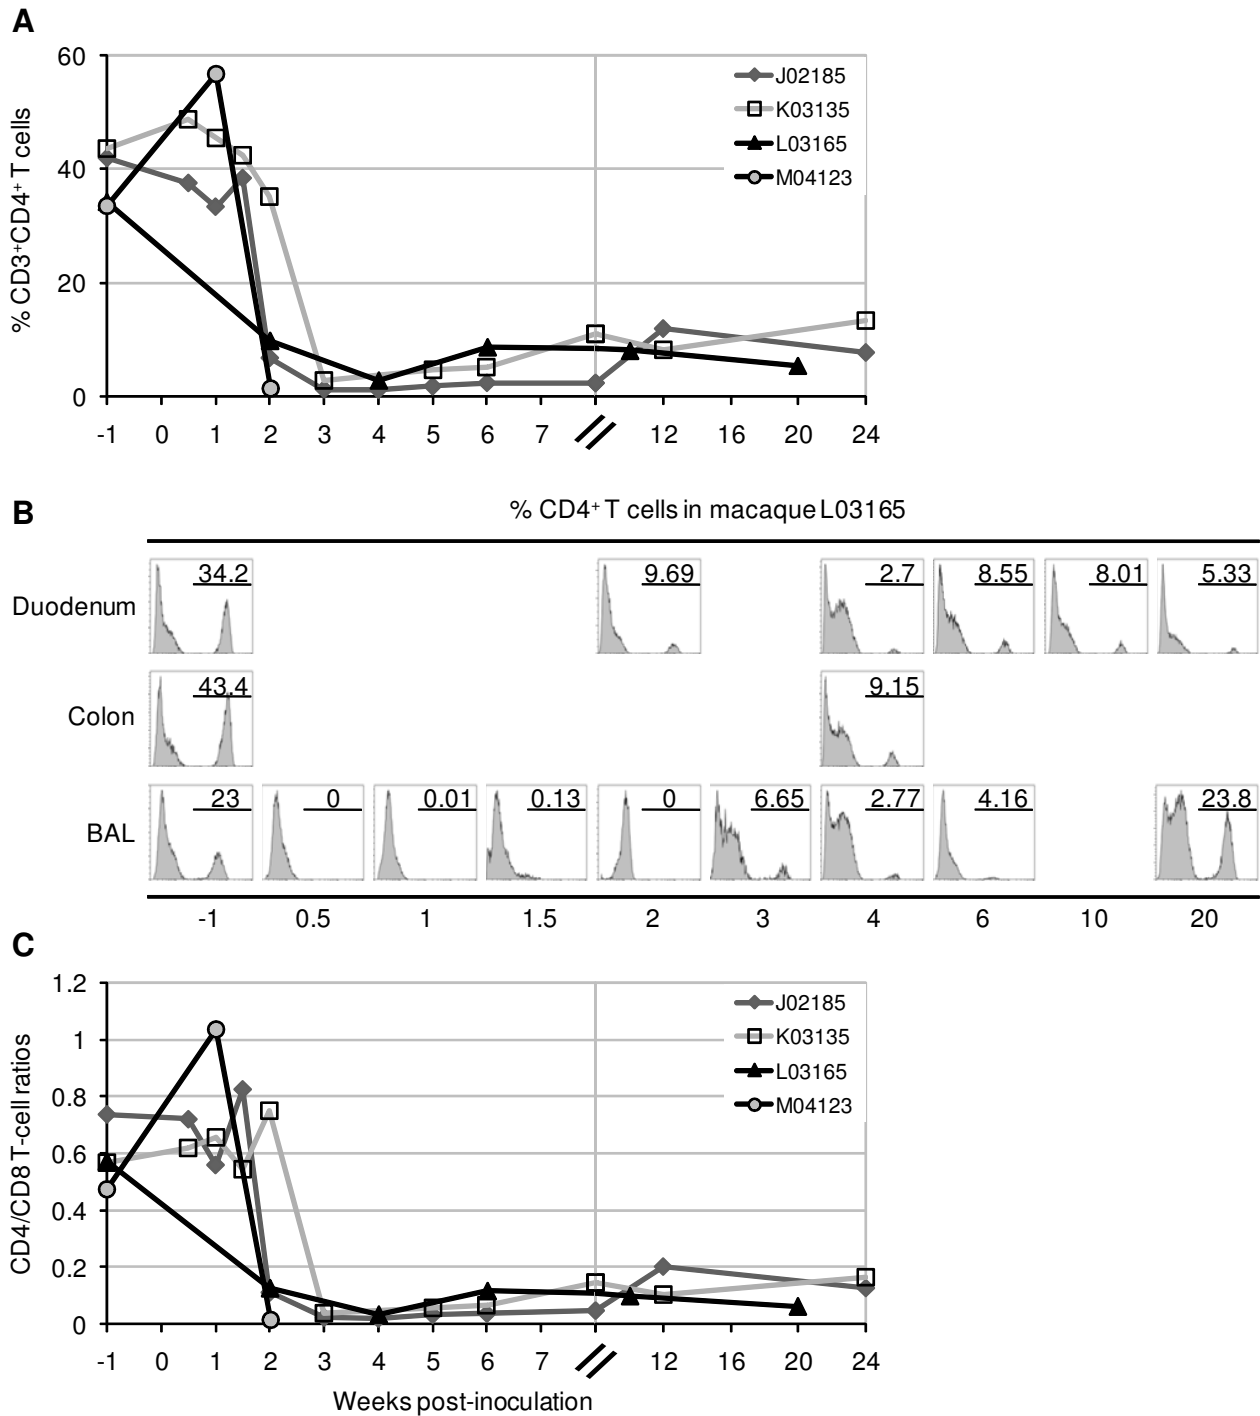 A
% CD3⁺CD4⁺ T cells
60
40
20
0
J02185
K03135
L03165
M04123
-1 0 1 2 3 4 5 6 7 12 16 20 24
B
% CD4⁺ T cells in macaque L03165
Duodenum 34.2 9.69 2.7 8.55 8.01 5.33
Colon 43.4 9.15
BAL 23 0 0.01 0.13 0 6.65 2.77 4.16 23.8
-1 0.5 1 1.5 2 3 4 6 10 20
C
CD4/CD8 T-cell ratios
1.2
1
0.8
0.6
0.4
0.2
0
J02185
K03135
L03165
M04123
-1 0 1 2 3 4 5 6 7 12 16 20 24
Weeks post-inoculation